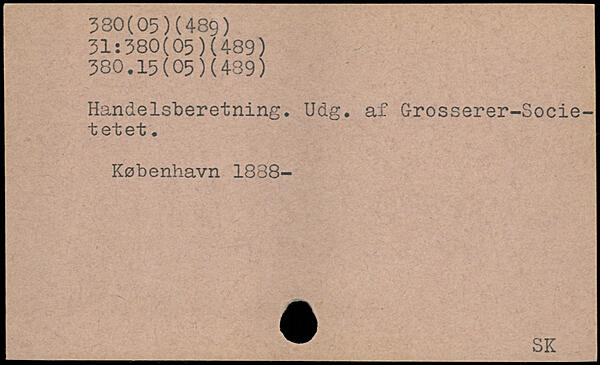 380(05)(489)
31:380(05)(489)
380.15(05)(489)
Handelsberetning. Udg. af Grosserer-Socie-
tetet.
København 1888-
SK